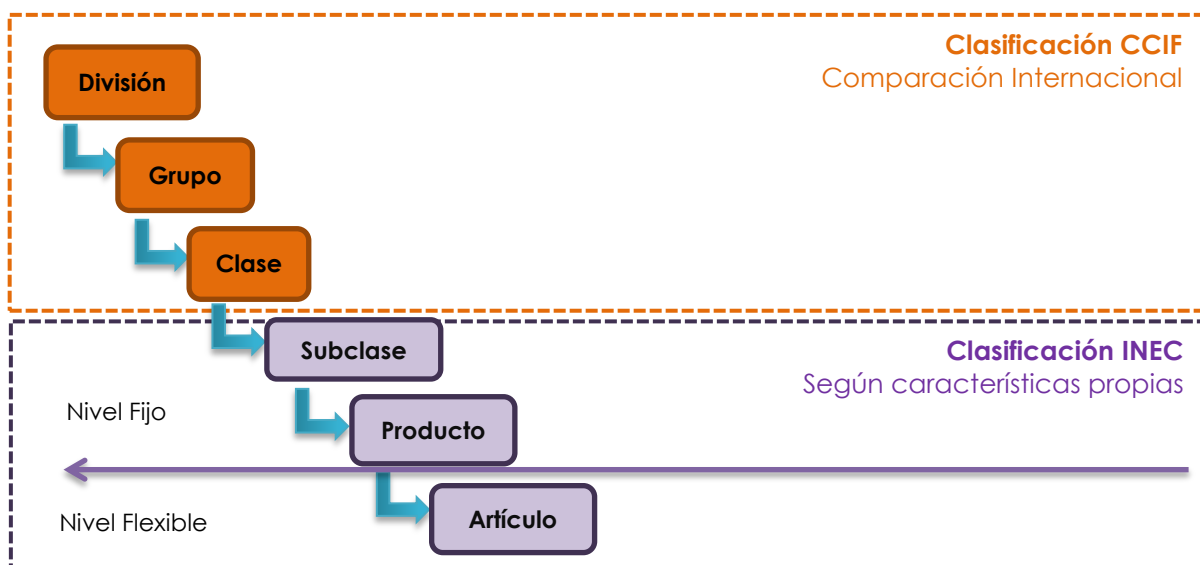 Clasificación CCIF
Comparación Internacional
División
Grupo
Clase
Subclase
Clasificación INEC
Según características propias
Nivel Fijo
Producto
Nivel Flexible
Artículo